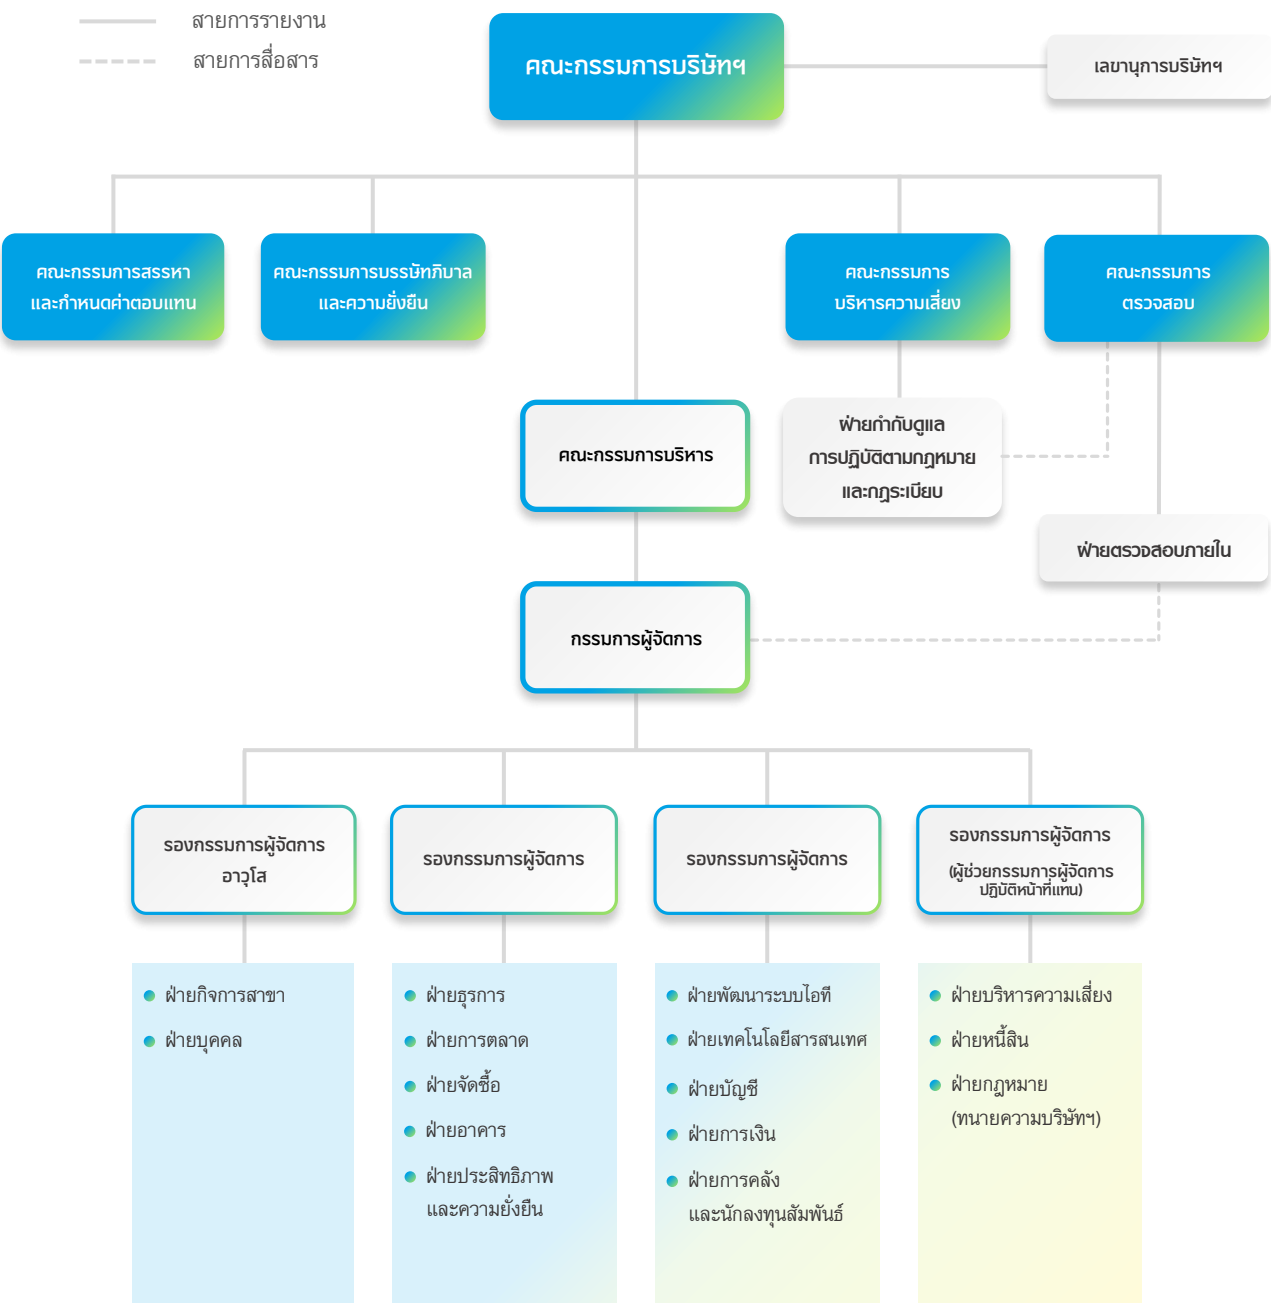 สายการรายงาน
สายการสื่อสาร
คณะกรรมการบริษัทฯ
เลขานุการบริษัทฯ
คณะกรรมการสรรหา
และกำหนดค่าตอบแทน
คณะกรรมการบรรษัทภิบาล
และความยั่งยืน
คณะกรรมการ
บริหารความเสี่ยง
คณะกรรมการ
ตรวจสอบ
คณะกรรมการบริหาร
ฝ่ายกำกับดูแล
การปฏิบัติตามกฎหมาย
และกฎระเบียบ
ฝ่ายตรวจสอบภายใน
กรรมการผู้จัดการ
รองกรรมการผู้จัดการ
อาวุโส
รองกรรมการผู้จัดการ
รองกรรมการผู้จัดการ
รองกรรมการผู้จัดการ
(ผู้ช่วยกรรมการผู้จัดการ
ปฏิบัติหน้าที่แทน)
ฝ่ายกิจการสาขา
ฝ่ายบุคคล
ฝ่ายธุรการ
ฝ่ายการตลาด
ฝ่ายจัดซื้อ
ฝ่ายอาคาร
ฝ่ายประสิทธิภาพ
และความยั่งยืน
ฝ่ายพัฒนาระบบไอที
ฝ่ายเทคโนโลยีสารสนเทศ
ฝ่ายบัญชี
ฝ่ายการเงิน
ฝ่ายการคลัง
และนักลงทุนสัมพันธ์
ฝ่ายบริหารความเสี่ยง
ฝ่ายหนี้สิน
ฝ่ายกฎหมาย
(ทนายความบริษัทฯ)